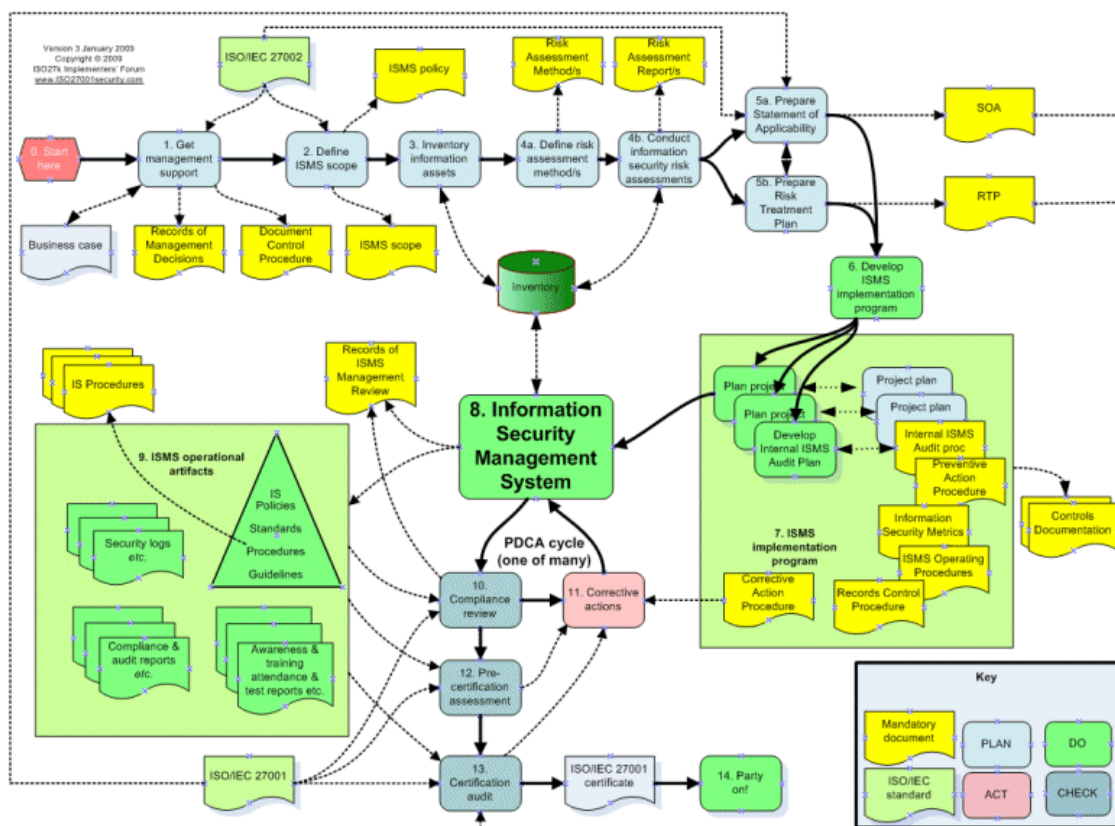 Version 3 January 2009
Copyright © 2009
ISO27k Implementers' Forum
www.ISO27001security.com
ISO/IEC 27002
ISMS policy
Risk
Assessment
Method/s
Risk
Assessment
Report/s
5a. Prepare
Statement of
Applicability
SOA
0. Start
here
1. Get
management
support
2. Define
ISMS scope
3. Inventory
information
assets
4a. Define risk
assessment
method/s
4b. Conduct
information
security risk
assessments
5b. Prepare
Risk
Treatment
Plan
RTP
Business case
Records of
Management
Decisions
Document
Control
Procedure
ISMS scope
Inventory
6. Develop
ISMS
implementation
program
Records of
ISMS
Management
Review
IS Procedures
Plan project
Plan project
Develop
Internal ISMS
Audit Plan
Project plan
Project plan
Internal ISMS
Audit proc
Preventive
Action
Procedure
Controls
Documentation
Information
Security Metrics
7. ISMS
implementation
program
ISMS Operating
Procedures
Corrective
Action
Procedure
Records Control
Procedure
8. Information
Security
Management
System
9. ISMS operational
artifacts
IS
Policies
Standards
Procedures
Guidelines
Security logs
etc.
Compliance &
audit reports
etc.
Awareness &
training
attendance &
test reports etc.
PDCA cycle
(one of many)
10.
Compliance
review
11. Corrective
actions
12. Pre-
certification
assessment
ISO/IEC 27001
13.
Certification
audit
ISO/IEC 27001
certificate
14. Party
on!
Key
Mandatory
document
PLAN
DO
ISO/IEC
standard
ACT
CHECK